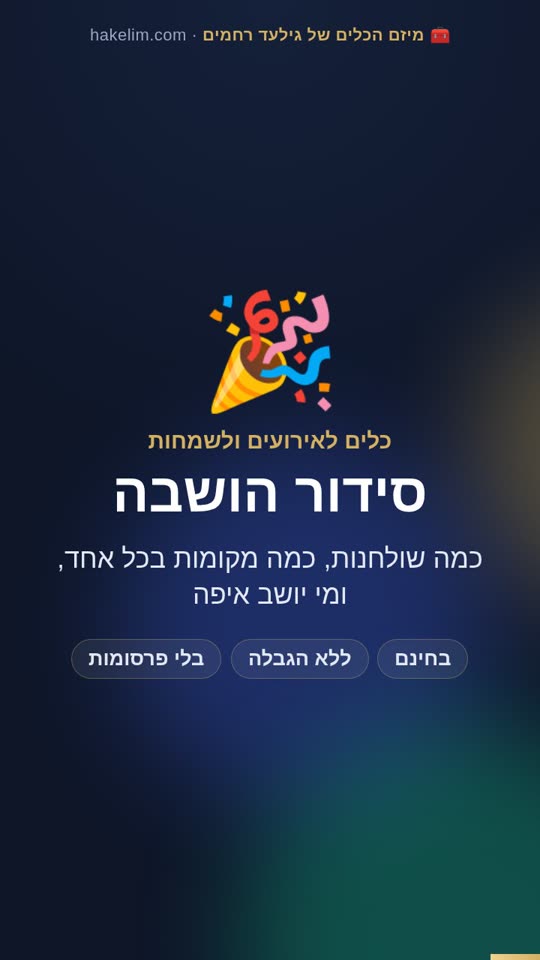 🧰 מיזם הכלים של גילעד רחמים · hakelim.com
כלים לאירועים ולשמחות
סידור הושבה
כמה שולחנות, כמה מקומות בכל אחד,
ומי יושב איפה
בחינם
ללא הגבלה
בלי פרסומות